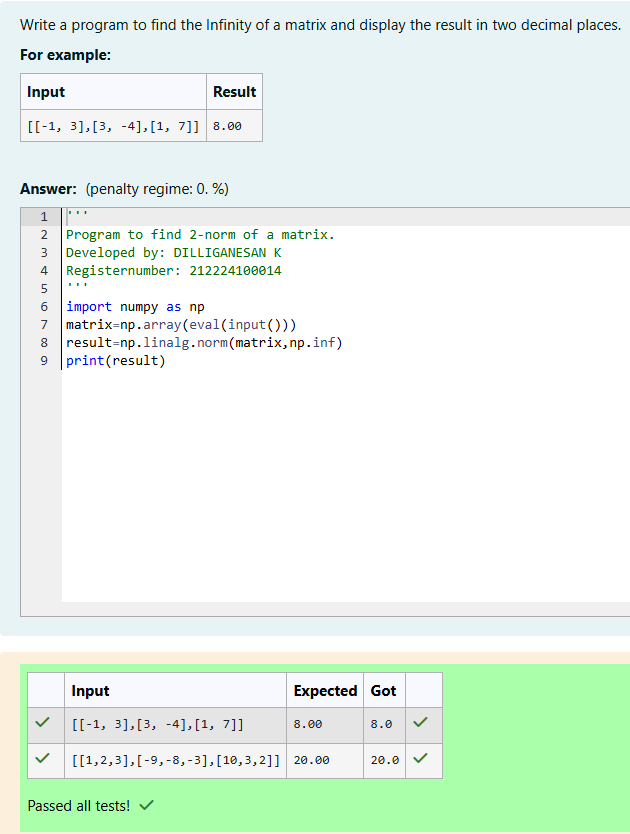 Write a program to find the Infinity of a matrix and display the result in two decimal places.
For example:
Input Result
[[-1, 3],[3, -4],[1, 7]] 8.00
Answer: (penalty regime: 0. %)
1 '''
2 Program to find 2-norm of a matrix.
3 Developed by: DILLIGANESAN K
4 Registernumber: 212224100014
5 '''
6 import numpy as np
7 matrix=np.array(eval(input()))
8 result=np.linalg.norm(matrix,np.inf)
9 print(result)
Input Expected Got
[[-1, 3],[3, -4],[1, 7]] 8.00 8.0
[[1,2,3],[-9,-8,-3],[10,3,2]] 20.00 20.0
Passed all tests!